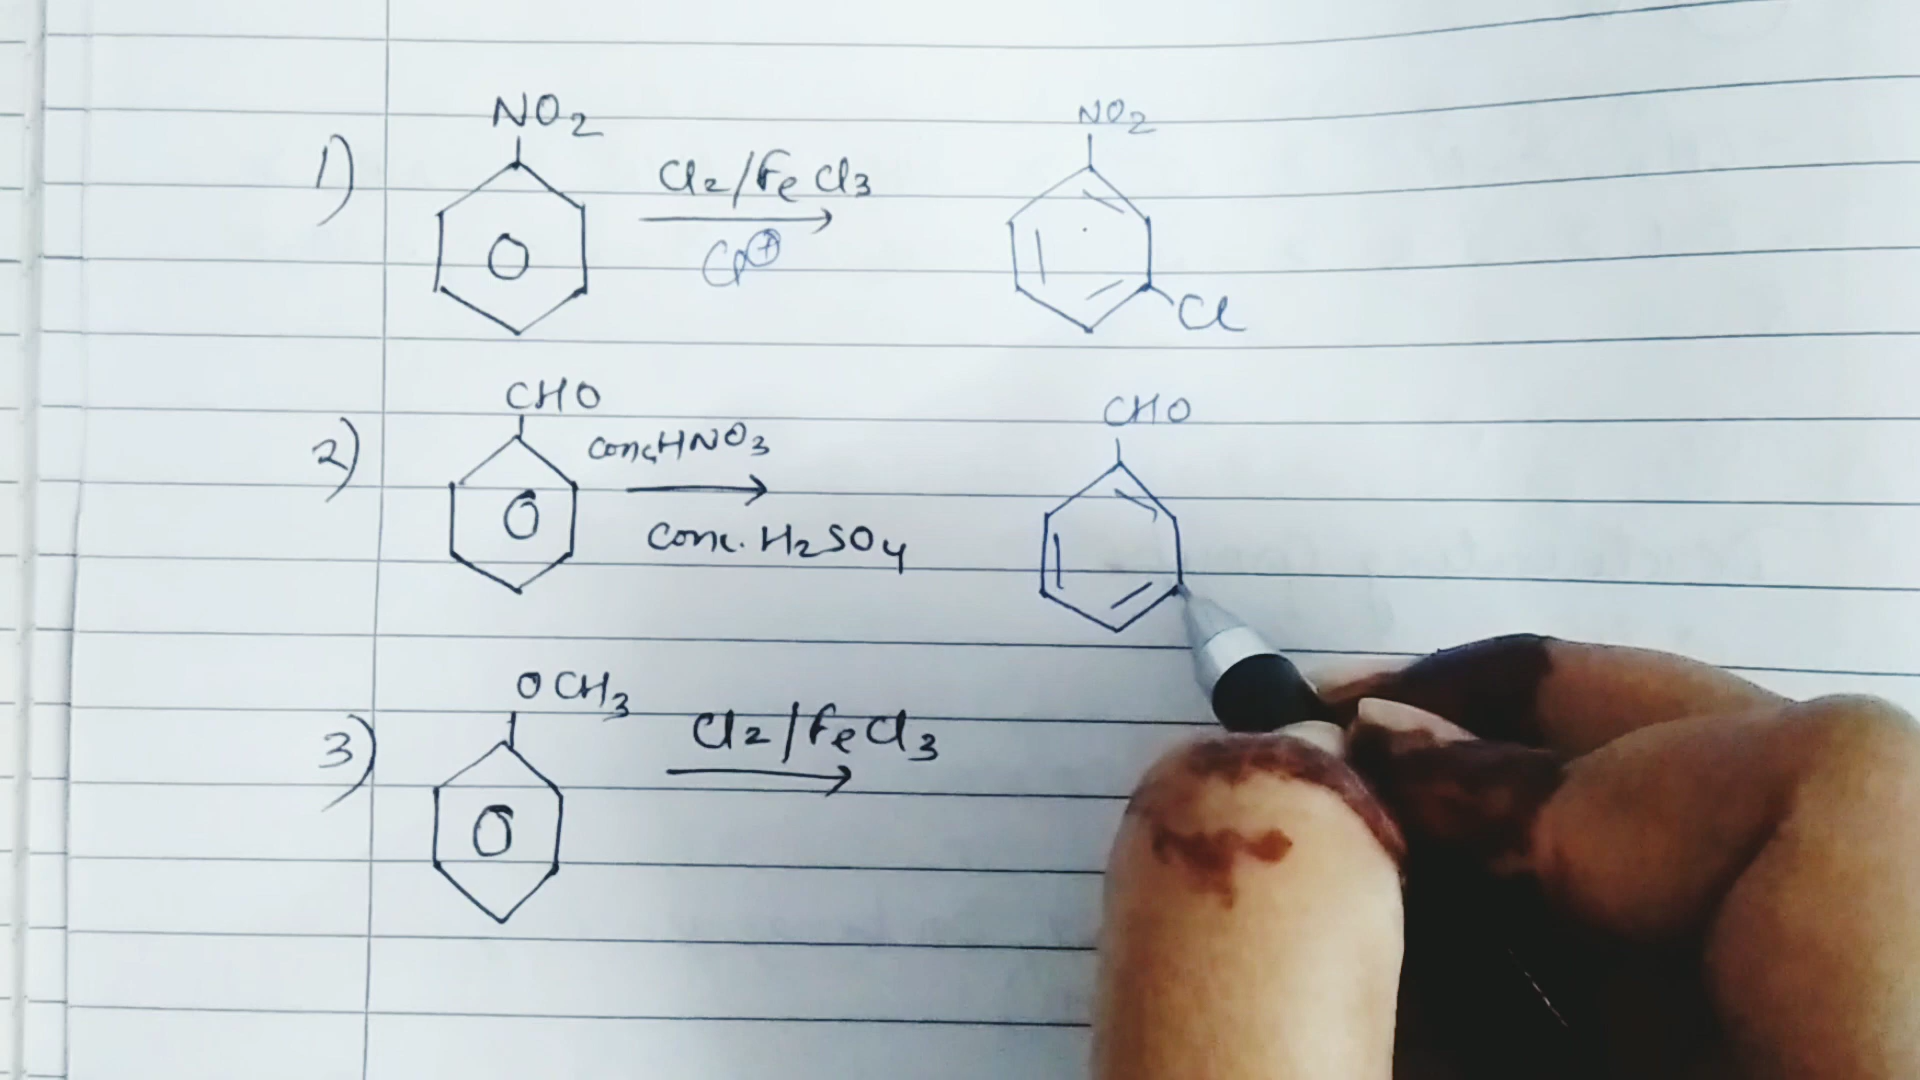 1) NO2 Cl2/FeCl3 NO2
Cl⊕ Cl
2) CHO conc.HNO3 CHO
Conc. H2SO4
3) OCH3 Cl2/FeCl3